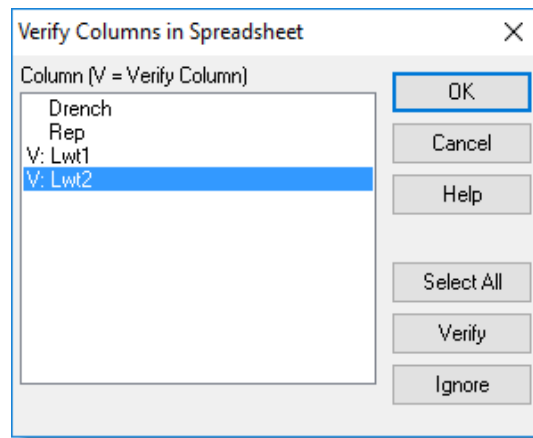 Verify Columns in Spreadsheet
Column (V = Verify Column)
Drench
Rep
V: Lwt1
V: Lwt2
OK
Cancel
Help
Select All
Verify
Ignore